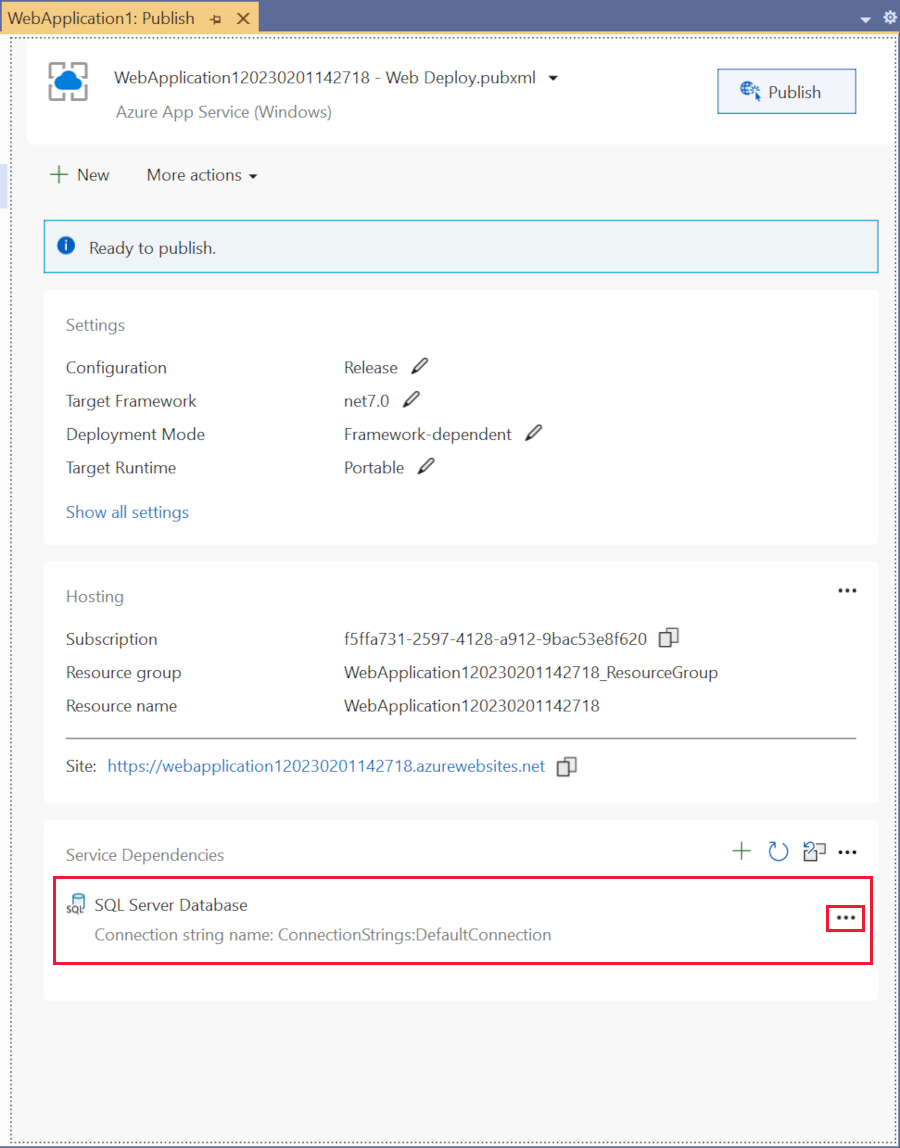 WebApplication1: Publish
WebApplication120230201142718 - Web Deploy.pubxml
Azure App Service (Windows)
Publish
New More actions
Ready to publish.
Settings
Configuration Release
Target Framework net7.0
Deployment Mode Framework-dependent
Target Runtime Portable
Show all settings
Hosting
Subscription f5ffa731-2597-4128-a912-9bac53e8f620
Resource group WebApplication120230201142718_ResourceGroup
Resource name WebApplication120230201142718
Site: https://webapplication120230201142718.azurewebsites.net
Service Dependencies
SQL SQL Server Database
Connection string name: ConnectionStrings:DefaultConnection